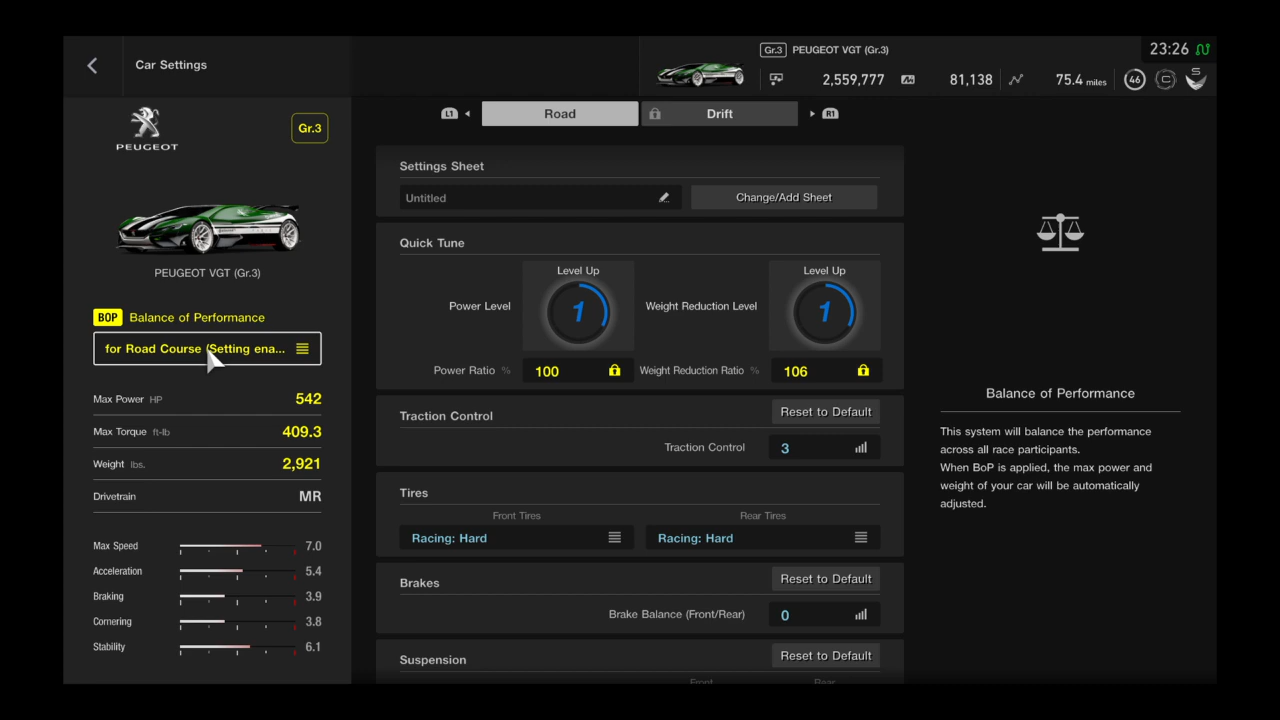 Car Settings
Gr.3 PEUGEOT VGT (Gr.3)
23:26
2,559,777
81,138
75.4 miles
46
C
S
PEUGEOT
Gr.3
PEUGEOT VGT (Gr.3)
BOP Balance of Performance
for Road Course (Setting ena...
Max Power HP 542
Max Torque ft-lb 409.3
Weight lbs. 2,921
Drivetrain MR
Max Speed 7.0
Acceleration 5.4
Braking 3.9
Cornering 3.8
Stability 6.1
L1 Road Drift R1
Settings Sheet
Untitled Change/Add Sheet
Quick Tune
Level Up Level Up
Power Level 1 Weight Reduction Level 1
Power Ratio % 100 Weight Reduction Ratio % 106
Traction Control Reset to Default
Traction Control 3
Tires
Front Tires Rear Tires
Racing: Hard Racing: Hard
Brakes Reset to Default
Brake Balance (Front/Rear) 0
Suspension Reset to Default
Front Rear
Balance of Performance
This system will balance the performance
across all race participants.
When BoP is applied, the max power and
weight of your car will be automatically
adjusted.